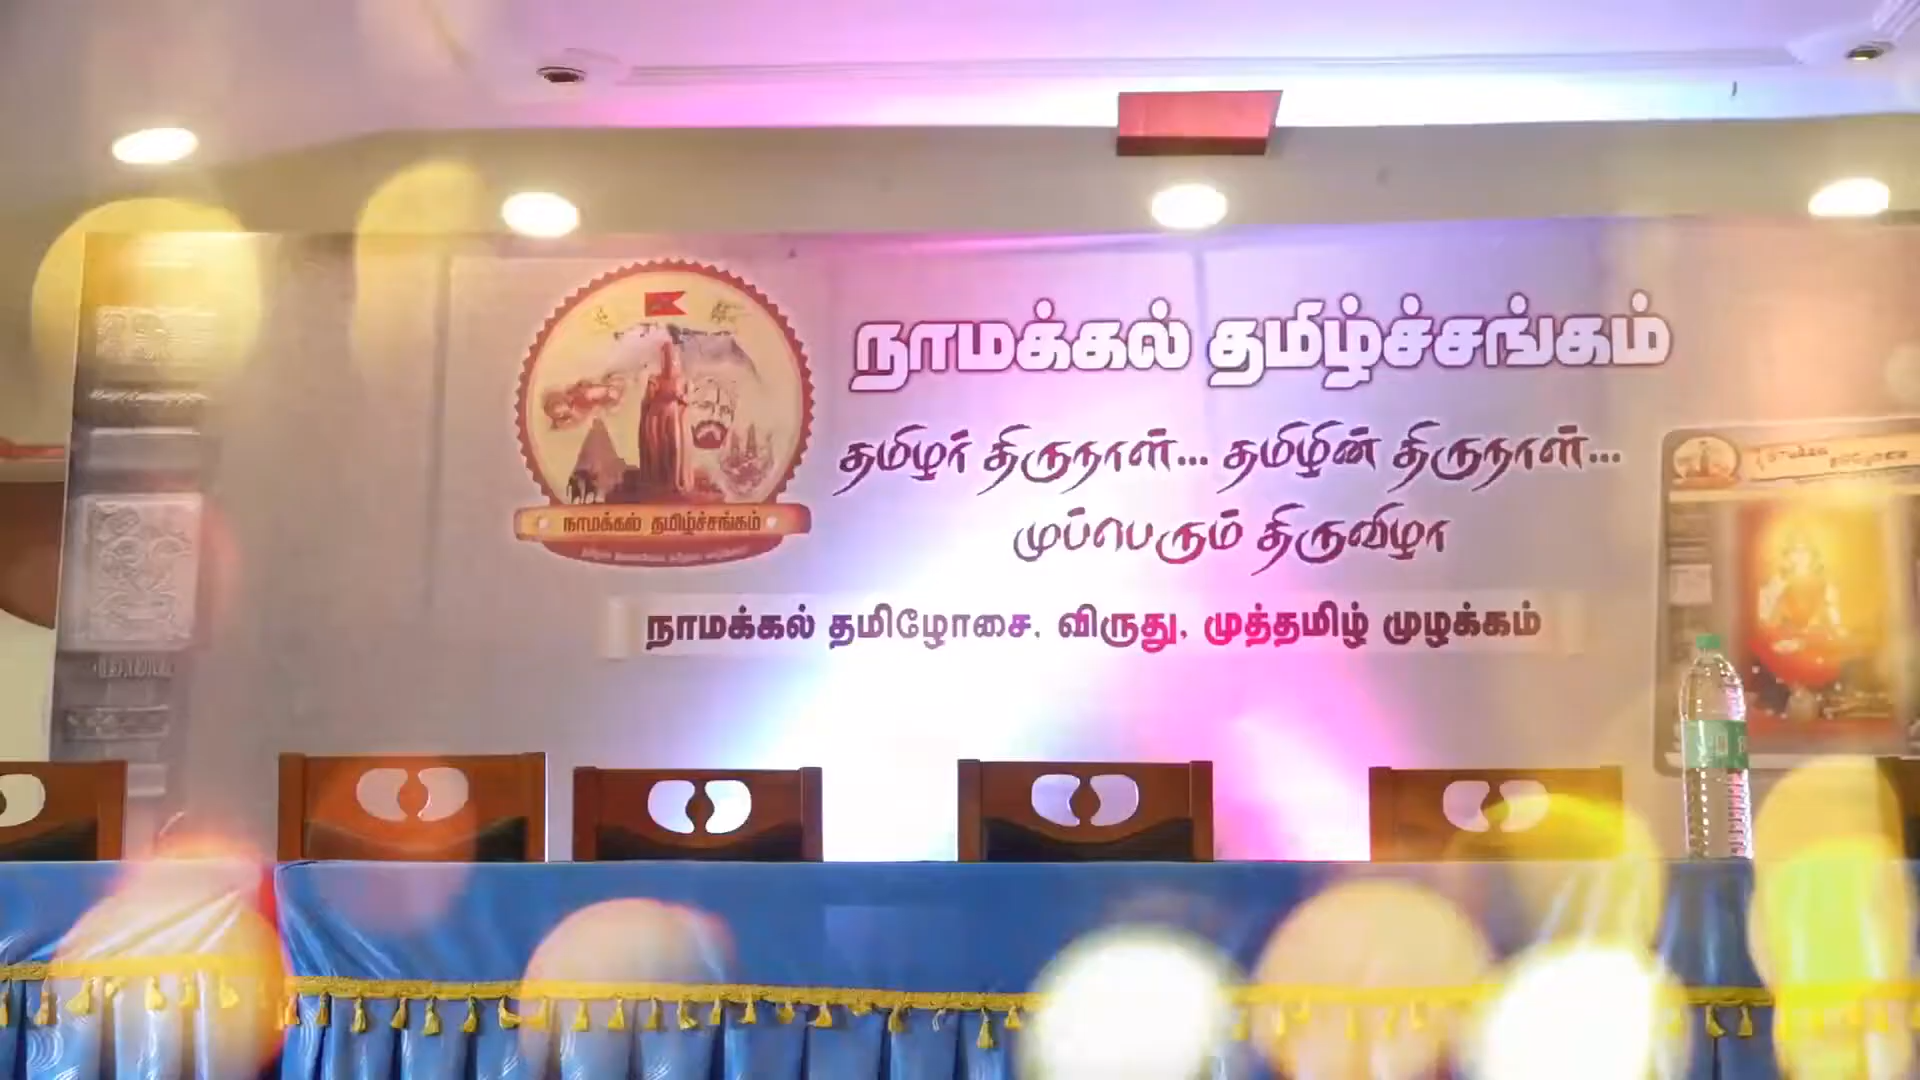 நாமக்கல் தமிழ்ச்சங்கம்
தமிழர் திருநாள்... தமிழின் திருநாள்...
முப்பெரும் திருவிழா
நாமக்கல் தமிழ்ச்சங்கம்
நாமக்கல் தமிழோசை, விருது, முத்தமிழ் முழக்கம்